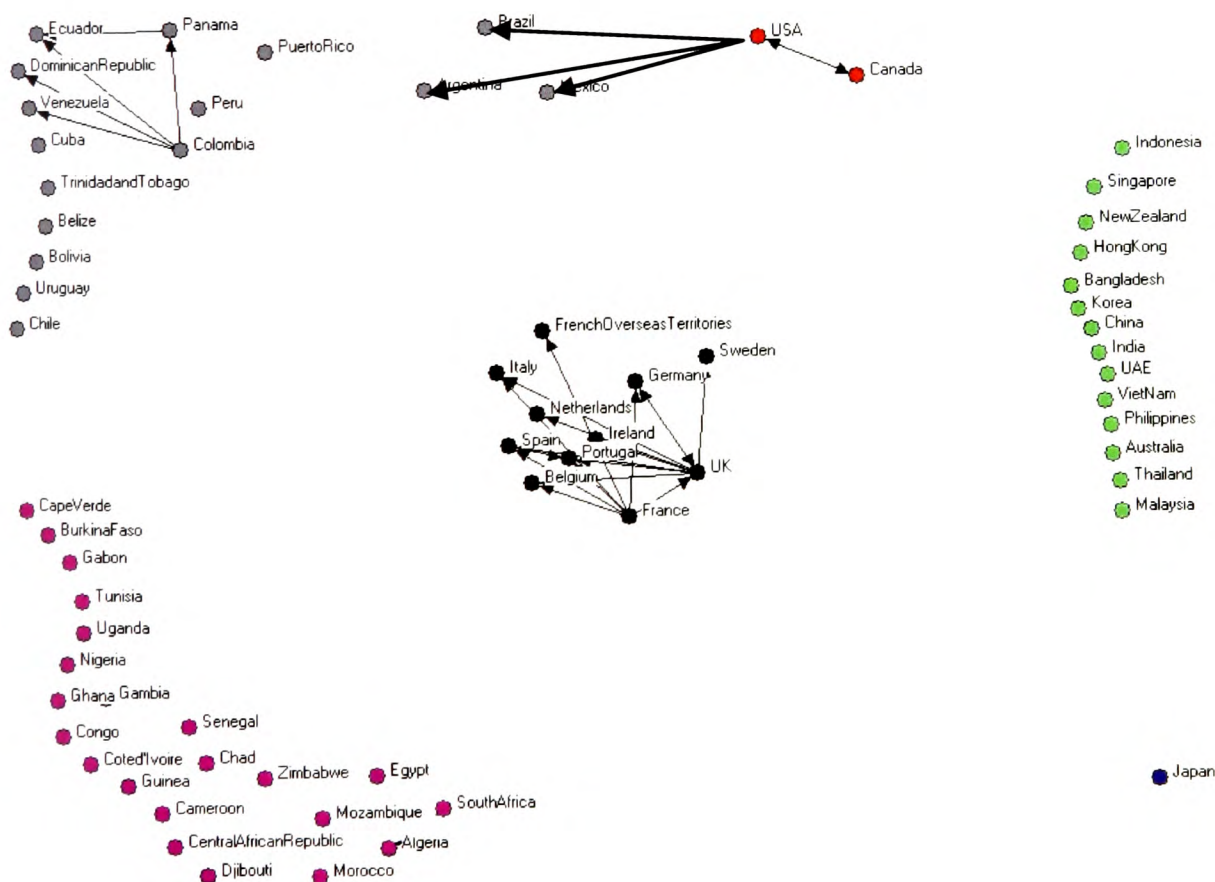 Ecuador
Panama
PuertoRico
DominicanRepublic
Venezuela
Peru
Cuba
Colombia
TrinidadandTobago
Belize
Bolivia
Uruguay
Chile
Brazil
USA
Canada
Argentina
Mexico
Indonesia
Singapore
NewZealand
HongKong
Bangladesh
Korea
China
India
UAE
VietNam
Philippines
Australia
Thailand
Malaysia
FrenchOverseasTerritories
Sweden
Italy
Germany
Netherlands
Ireland
Spain
Portugal
UK
Belgium
France
CapeVerde
BurkinaFaso
Gabon
Tunisia
Uganda
Nigeria
Ghana
Gambia
Congo
Senegal
Coted'Ivoire
Chad
Guinea
Zimbabwe
Egypt
Cameroon
Mozambique
SouthAfrica
CentralAfricanRepublic
Algeria
Djibouti
Morocco
Japan